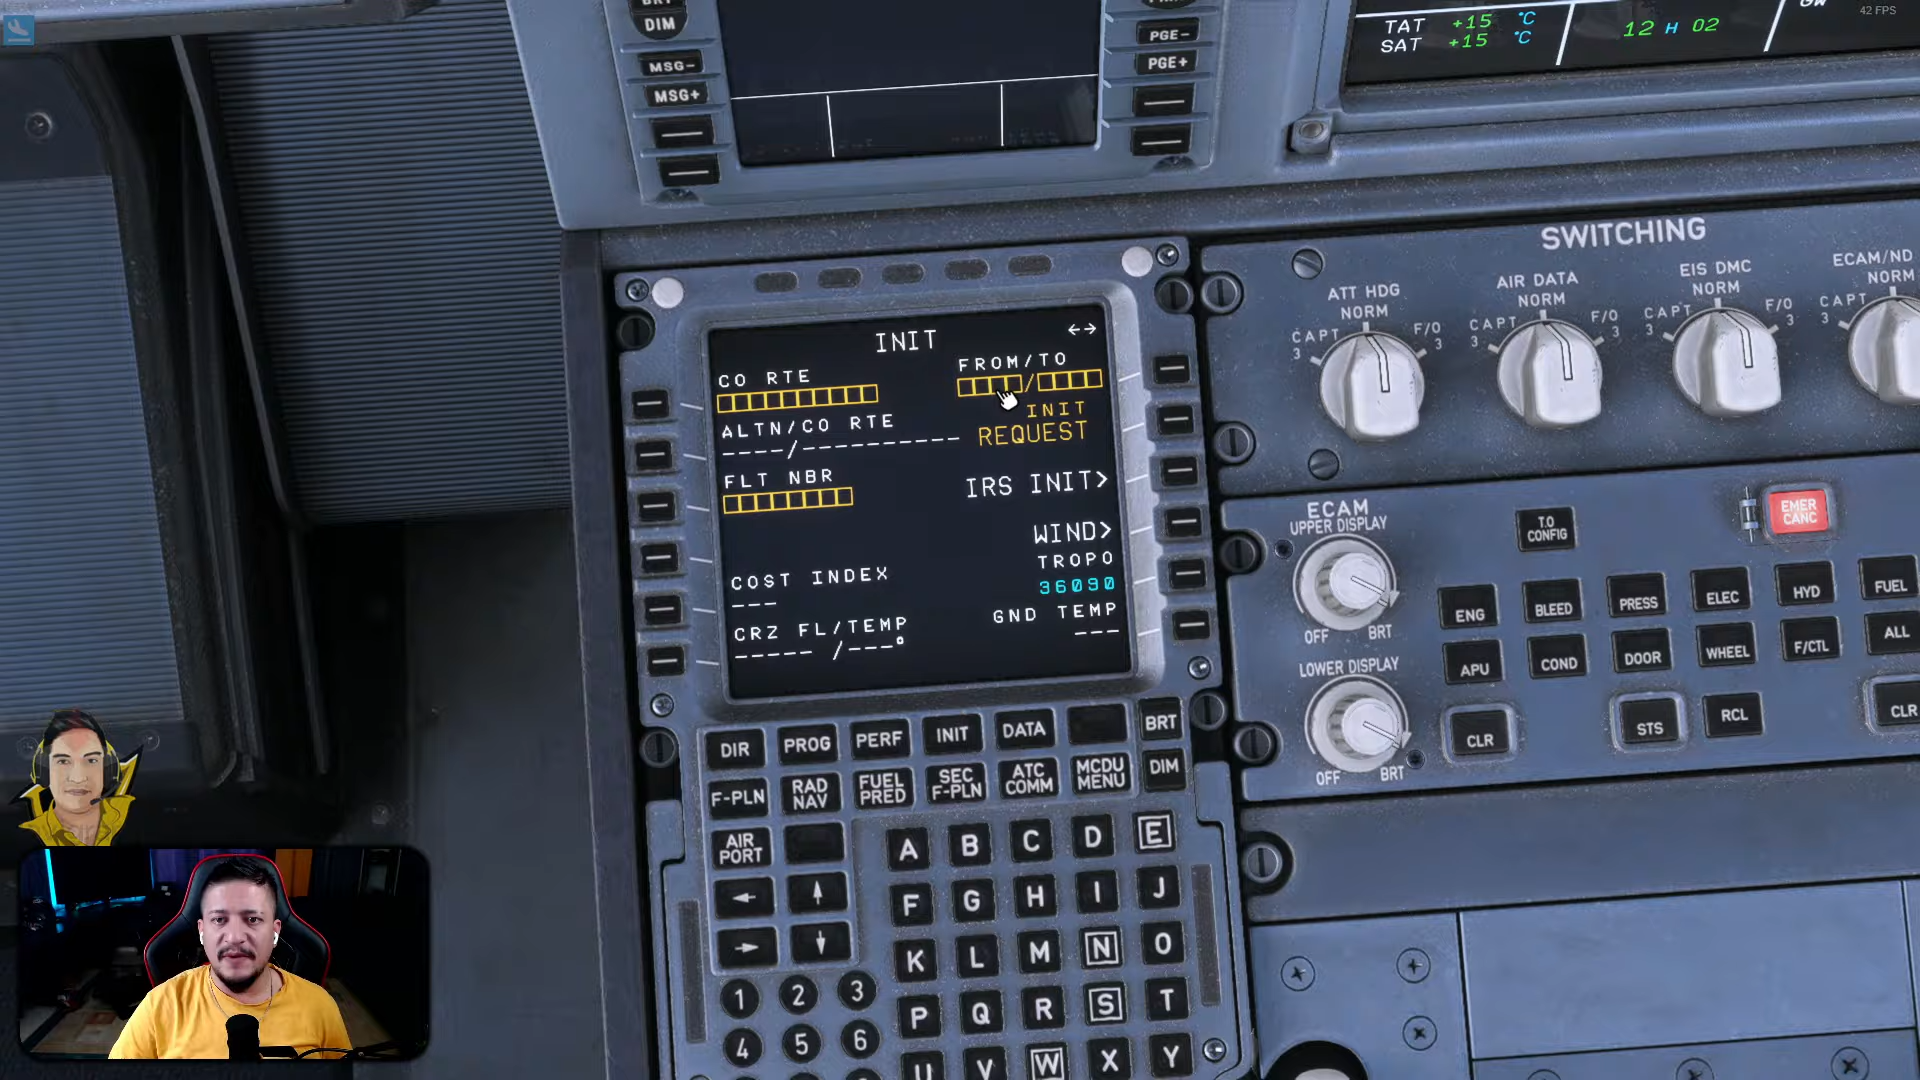 42 FPS
DIM
MSG-
MSG+
PGE-
PGE+
TAT +15 °C
SAT +15 °C
12 H 02
GW
SWITCHING
ATT HDG
NORM
CAPT
3
F/O
3
AIR DATA
NORM
CAPT
3
F/O
3
EIS DMC
NORM
CAPT
3
F/O
3
ECAM/ND
NORM
CAPT
3
INIT
←→
CO RTE
FROM/TO
/
INIT
ALTN/CO RTE
REQUEST
----/----------
FLT NBR
IRS INIT>
WIND>
COST INDEX
TROPO
---
36090
CRZ FL/TEMP
GND TEMP
----- /---°
---
ECAM
UPPER DISPLAY
OFF
BRT
LOWER DISPLAY
OFF
BRT
T.O
CONFIG
EMER
CANC
ENG
BLEED
PRESS
ELEC
HYD
FUEL
APU
COND
DOOR
WHEEL
F/CTL
ALL
CLR
STS
RCL
CLR
DIR
PROG
PERF
INIT
DATA
BRT
F-PLN
RAD
NAV
FUEL
PRED
SEC
F-PLN
ATC
COMM
MCDU
MENU
DIM
AIR
PORT
← ↑
→ ↓
A B C D E
F G H I J
K L M N O
P Q R S T
U V W X Y
1 2 3
4 5 6